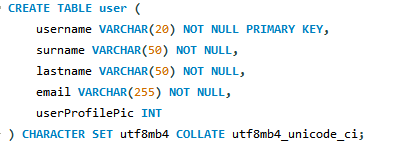 CREATE TABLE user (
username VARCHAR(20) NOT NULL PRIMARY KEY,
surname VARCHAR(50) NOT NULL,
lastname VARCHAR(50) NOT NULL,
email VARCHAR(255) NOT NULL,
userProfilePic INT
) CHARACTER SET utf8mb4 COLLATE utf8mb4_unicode_ci;